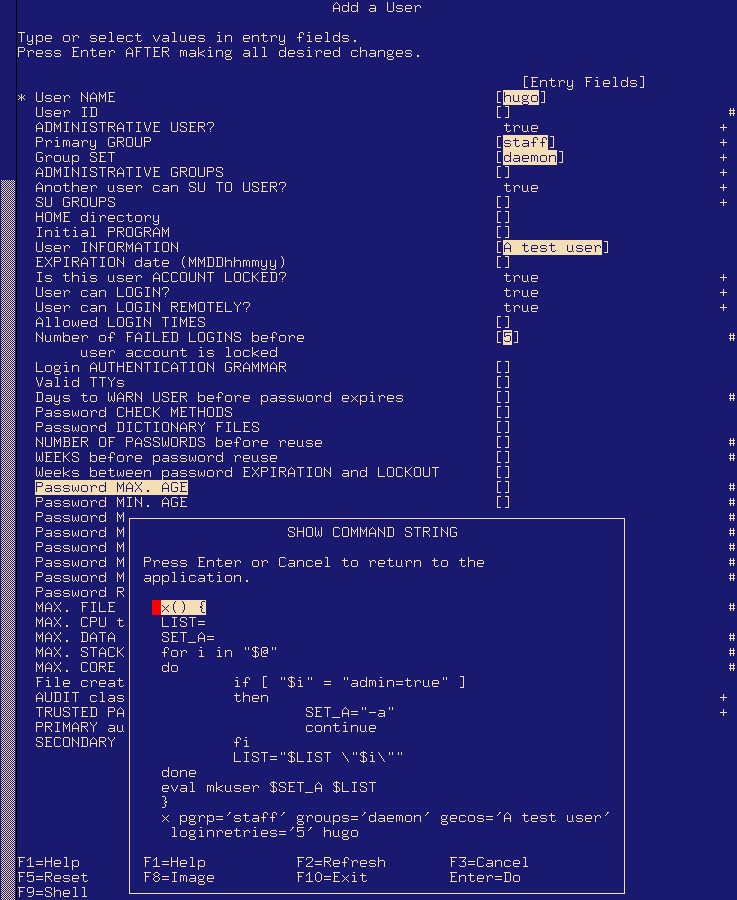 Add a User
Type or select values in entry fields.
Press Enter AFTER making all desired changes.
[Entry Fields]
* User NAME [hugo]
User ID [] #
ADMINISTRATIVE USER? true +
Primary GROUP [staff] +
Group SET [daemon] +
ADMINISTRATIVE GROUPS [] +
Another user can SU TO USER? true +
SU GROUPS [] +
HOME directory []
Initial PROGRAM []
User INFORMATION [A test user]
EXPIRATION date (MMDDhhmmyy) []
Is this user ACCOUNT LOCKED? true +
User can LOGIN? true +
User can LOGIN REMOTELY? true +
Allowed LOGIN TIMES []
Number of FAILED LOGINS before [5] #
user account is locked
Login AUTHENTICATION GRAMMAR []
Valid TTYs []
Days to WARN USER before password expires [] #
Password CHECK METHODS []
Password DICTIONARY FILES []
NUMBER OF PASSWORDS before reuse [] #
WEEKS before password reuse [] #
Weeks between password EXPIRATION and LOCKOUT []
Password MAX. AGE [] #
Password MIN. AGE [] #
Password M #
Password M #
Password M #
Password M #
Password M #
Password R #
MAX. FILE #
MAX. CPU t
MAX. DATA #
MAX. STACK #
MAX. CORE #
File creat
AUDIT clas +
TRUSTED PA +
PRIMARY au
SECONDARY
SHOW COMMAND STRING
Press Enter or Cancel to return to the
application.
x() {
LIST=
SET_A=
for i in "$@"
do
if [ "$i" = "admin=true" ]
then
SET_A="-a"
continue
fi
LIST="$LIST \"$i\""
done
eval mkuser $SET_A $LIST
}
x pgrp='staff' groups='daemon' gecos='A test user'
loginretries='5' hugo
F1=Help F2=Refresh F3=Cancel
F8=Image F10=Exit Enter=Do
F1=Help
F5=Reset
F9=Shell